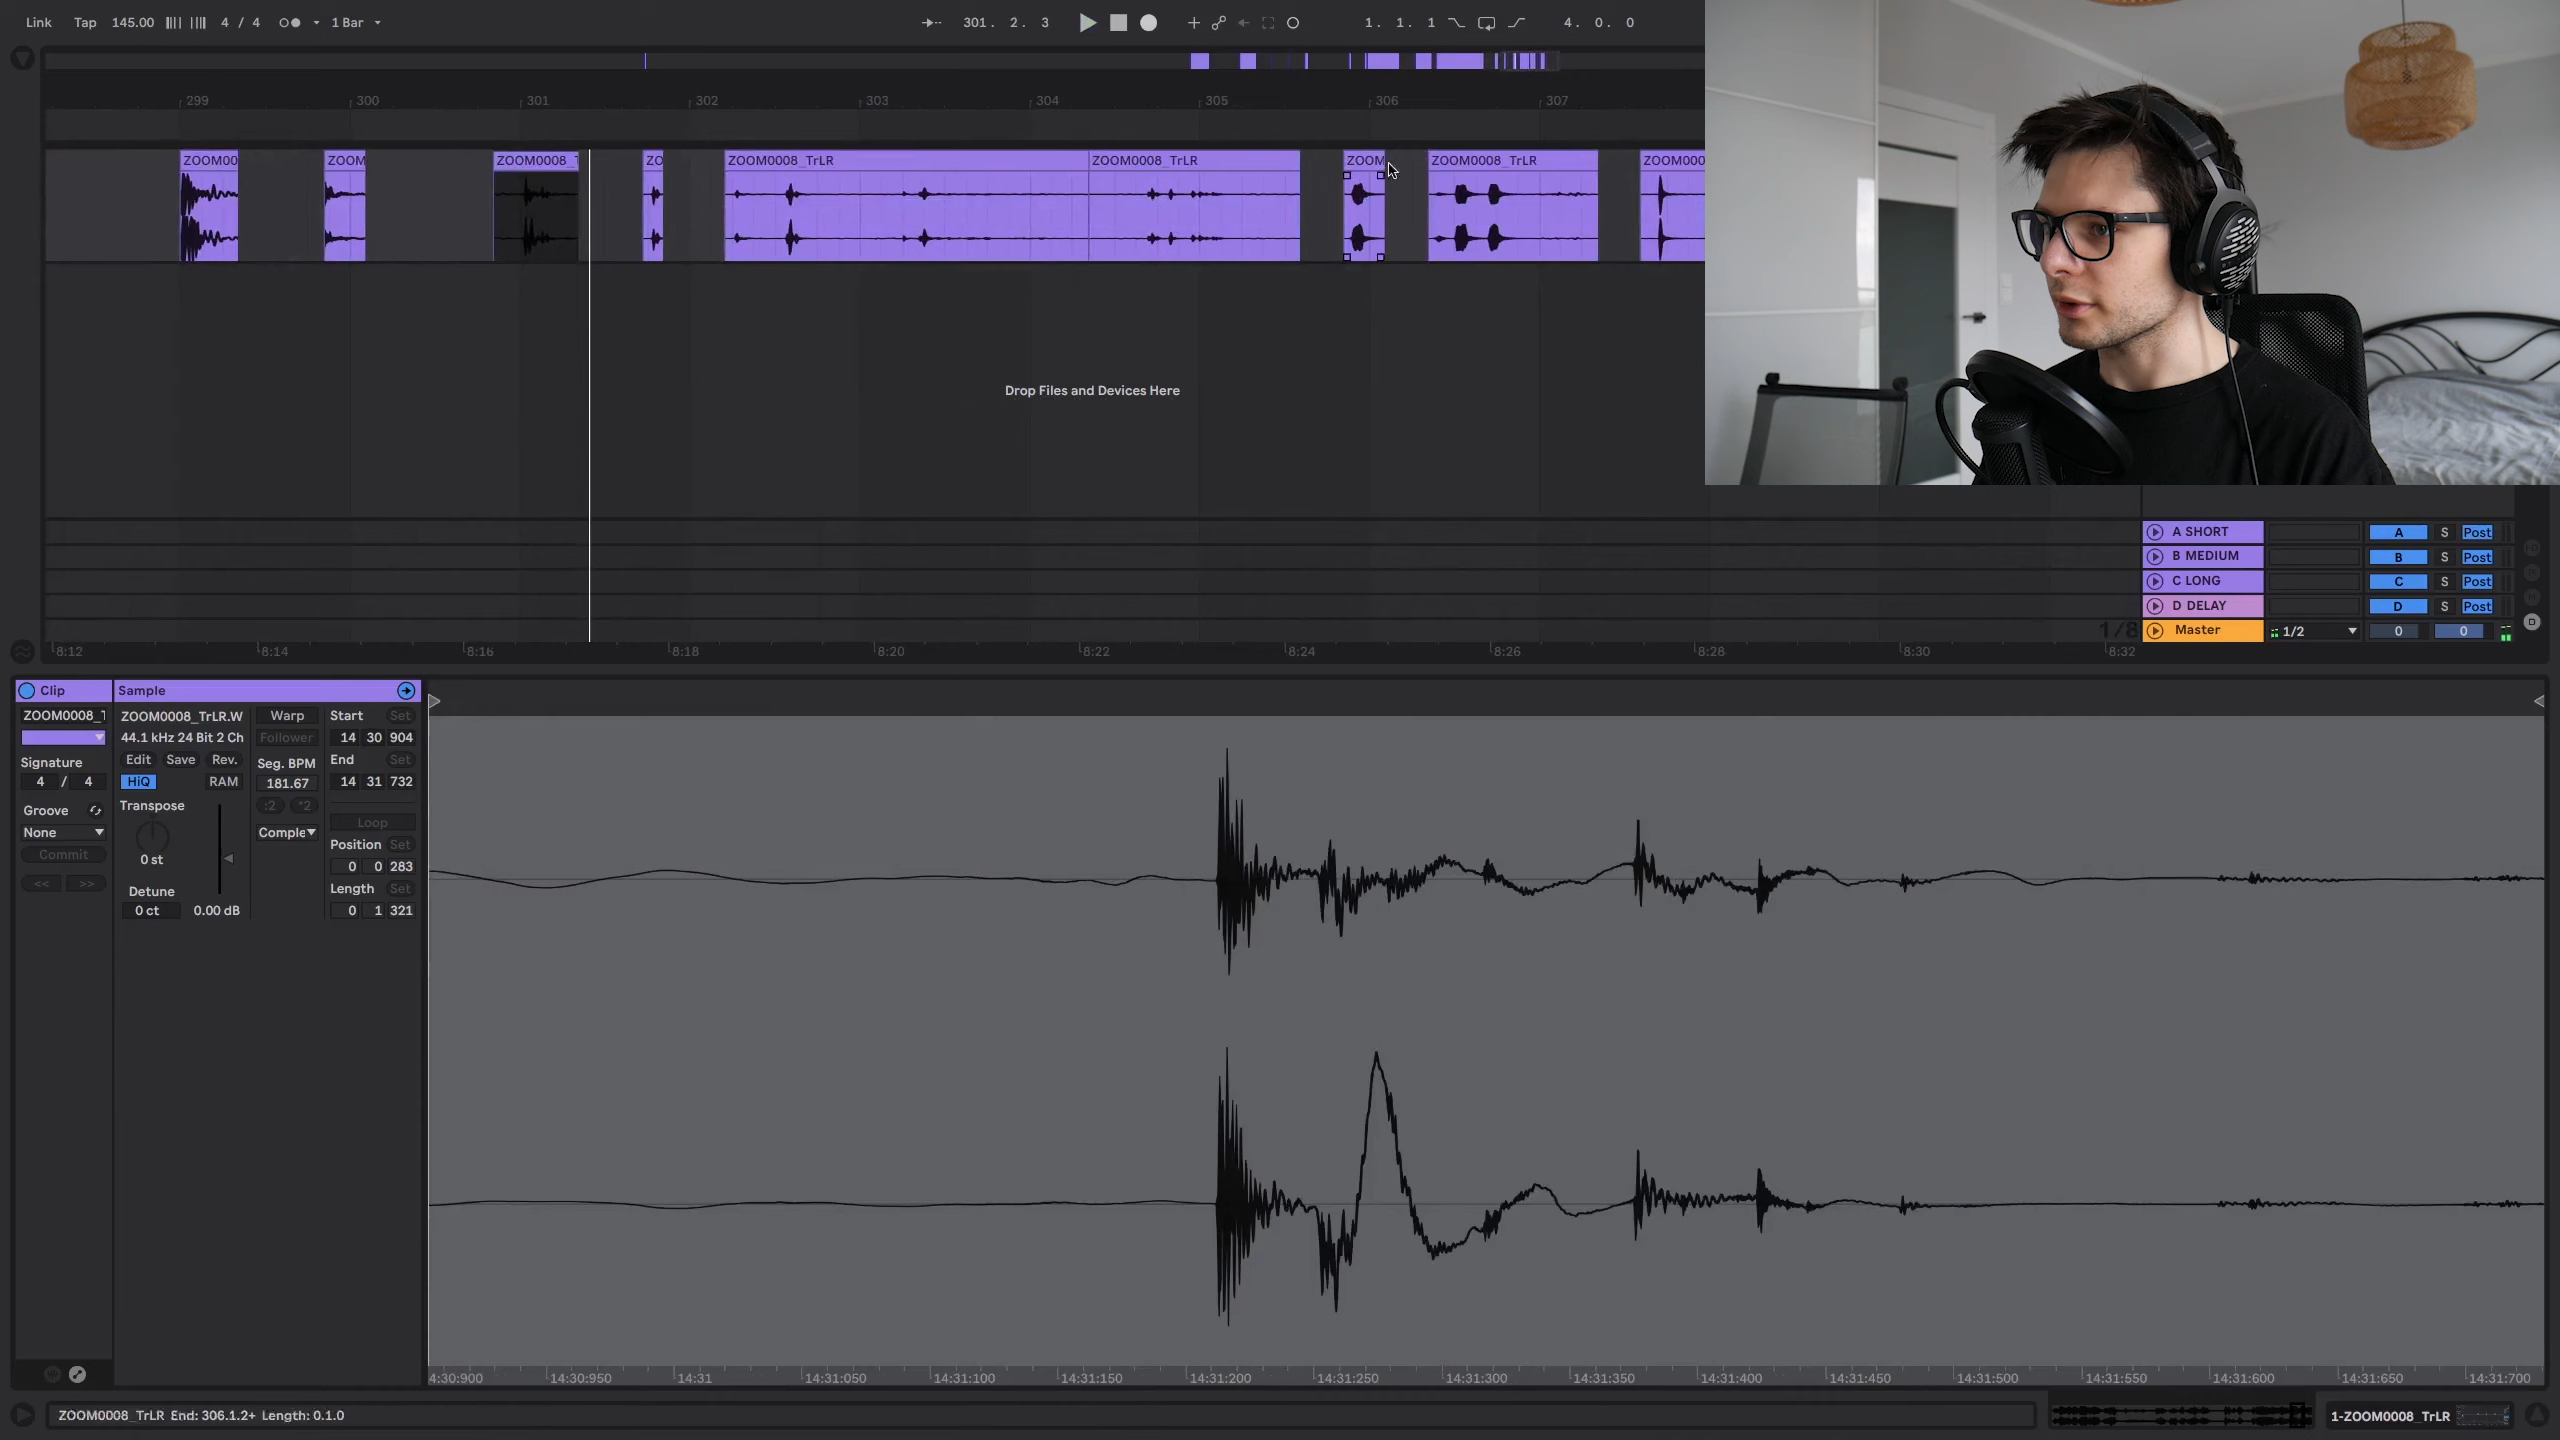 Link Tap 145.00 4 / 4 1 Bar 301. 2. 3 1. 1. 1 4. 0. 0
299 300 301 302 303 304 305 306 307
ZOOM00 ZOOM ZOOM0008_T ZO ZOOM0008_TrLR ZOOM0008_TrLR ZOOM ZOOM0008_TrLR ZOOM000
Drop Files and Devices Here
A SHORT A S Post
B MEDIUM B S Post
C LONG C S Post
D DELAY D S Post
1/8 Master 1/2 0 0
8:12 8:14 8:16 8:18 8:20 8:22 8:24 8:26 8:28 8:30 8:32
Clip Sample
ZOOM0008_T ZOOM0008_TrLR.W Warp Start Set
44.1 kHz 24 Bit 2 Ch Follower 14 30 904
Signature Edit Save Rev. Seg. BPM End Set
4 / 4 HiQ RAM 181.67 14 31 732
Groove Transpose :2 *2 Loop
None Comple Position Set
Commit 0 st 0 0 283
<< >> Detune Length Set
0 ct 0.00 dB 0 1 321
4:30:900 14:30:950 14:31 14:31:050 14:31:100 14:31:150 14:31:200 14:31:250 14:31:300 14:31:350 14:31:400 14:31:450 14:31:500 14:31:550 14:31:600 14:31:650 14:31:700
ZOOM0008_TrLR End: 306.1.2+ Length: 0.1.0 1-ZOOM0008_TrLR